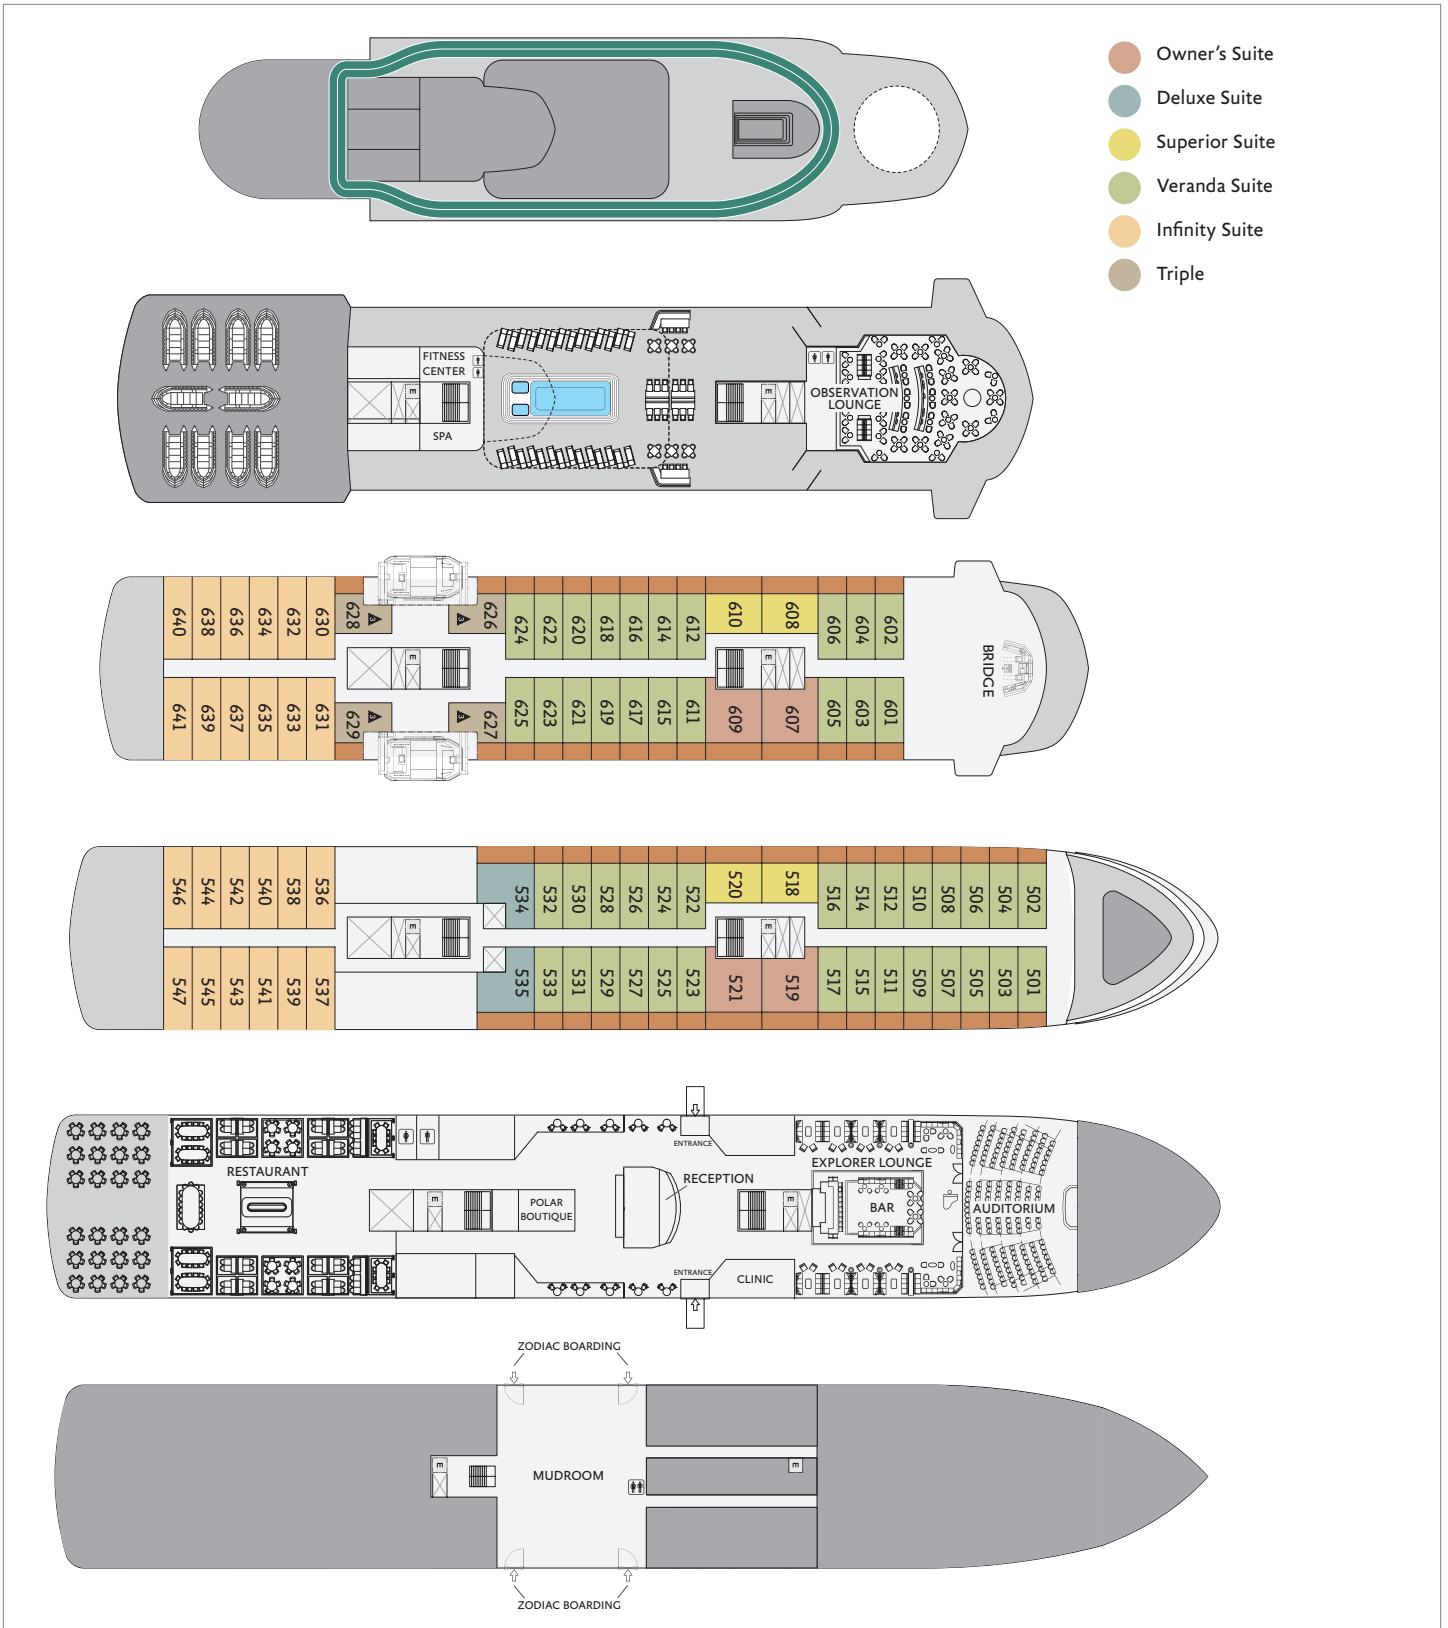 Owner's Suite
Deluxe Suite
Superior Suite
Veranda Suite
Infinity Suite
Triple
FITNESS
CENTER
E
SPA
E
OBSERVATION
LOUNGE
640 638 636 634 632 630 628 3 3 626 624 622 620 618 616 614 612 610 608 606 604 602
E
E
BRIDGE
641 639 637 635 633 631 629 3 3 627 625 623 621 619 617 615 611 609 607 605 603 601
546 544 542 540 538 536 534 532 530 528 526 524 522 520 518 516 514 512 510 508 506 504 502
E
E
547 545 543 541 539 537 535 533 531 529 527 525 523 521 519 517 515 511 509 507 505 503 501
ENTRANCE
RESTAURANT
RECEPTION
EXPLORER LOUNGE
E
POLAR
BOUTIQUE
E
BAR
AUDITORIUM
ENTRANCE
CLINIC
ZODIAC BOARDING
E
MUDROOM
E
ZODIAC BOARDING